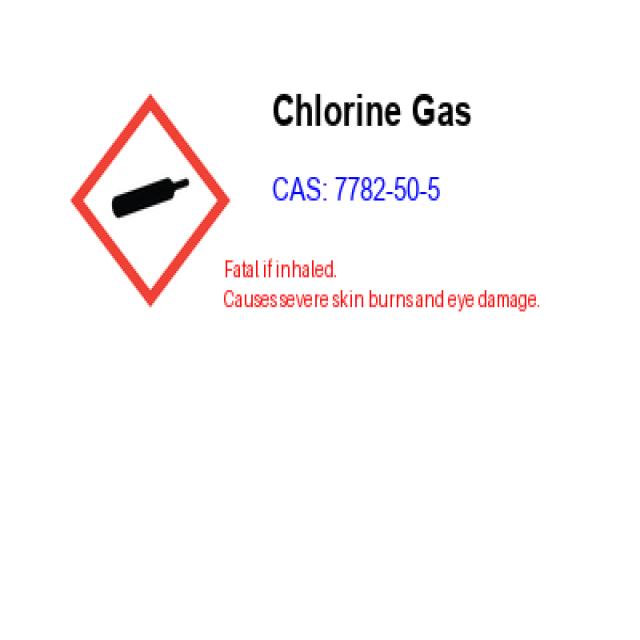 Chlorine Gas
CAS: 7782-50-5
Fatal if inhaled.
Causes severe skin burns and eye damage.